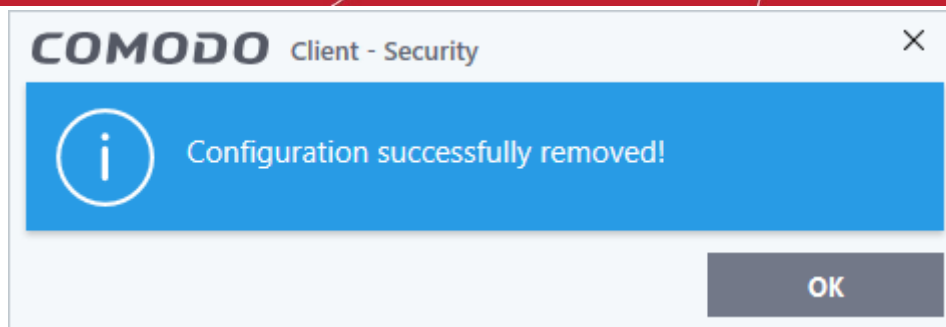 COMODO Client - Security
Configuration successfully removed!
OK